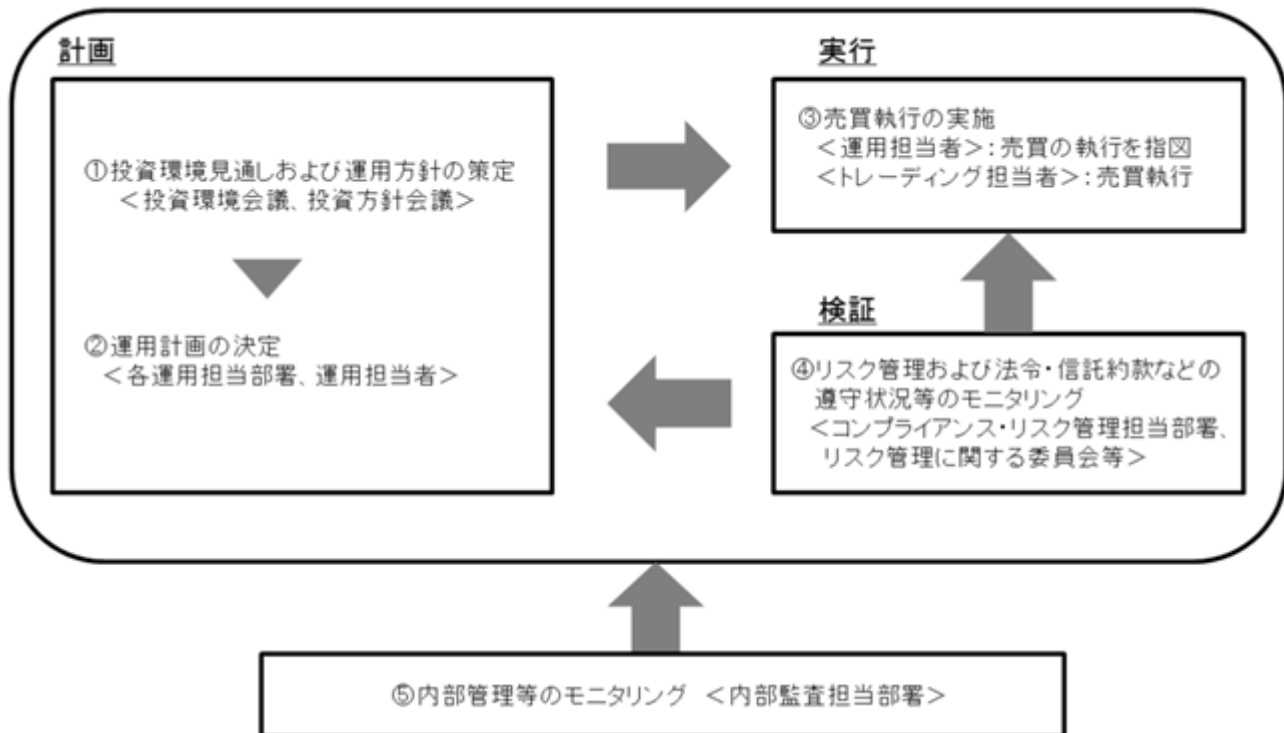 計画
①投資環境見通しおよび運用方針の策定
＜投資環境会議、投資方針会議＞
②運用計画の決定
＜各運用担当部署、運用担当者＞
実行
③売買執行の実施
＜運用担当者＞：売買の執行を指図
＜トレーディング担当者＞：売買執行
検証
④リスク管理および法令・信託約款などの
遵守状況等のモニタリング
＜コンプライアンス・リスク管理担当部署、
リスク管理に関する委員会等＞
⑤内部管理等のモニタリング ＜内部監査担当部署＞